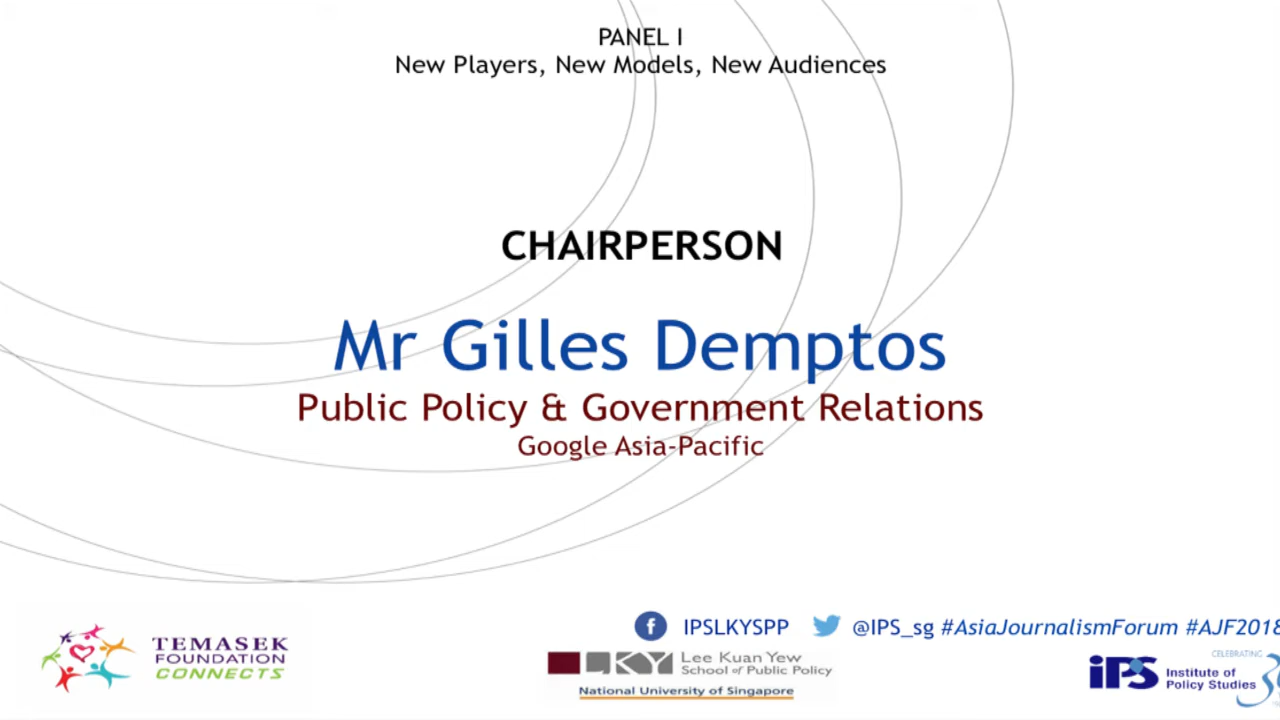 PANEL I
New Players, New Models, New Audiences
CHAIRPERSON
Mr Gilles Demptos
Public Policy & Government Relations
Google Asia-Pacific
IPSLKYSPP @IPS_sg #AsiaJournalismForum #AJF2018
TEMASEK
FOUNDATION
CONNECTS
LKY Lee Kuan Yew
School of Public Policy
National University of Singapore
CELEBRATING
iPS Institute of
Policy Studies